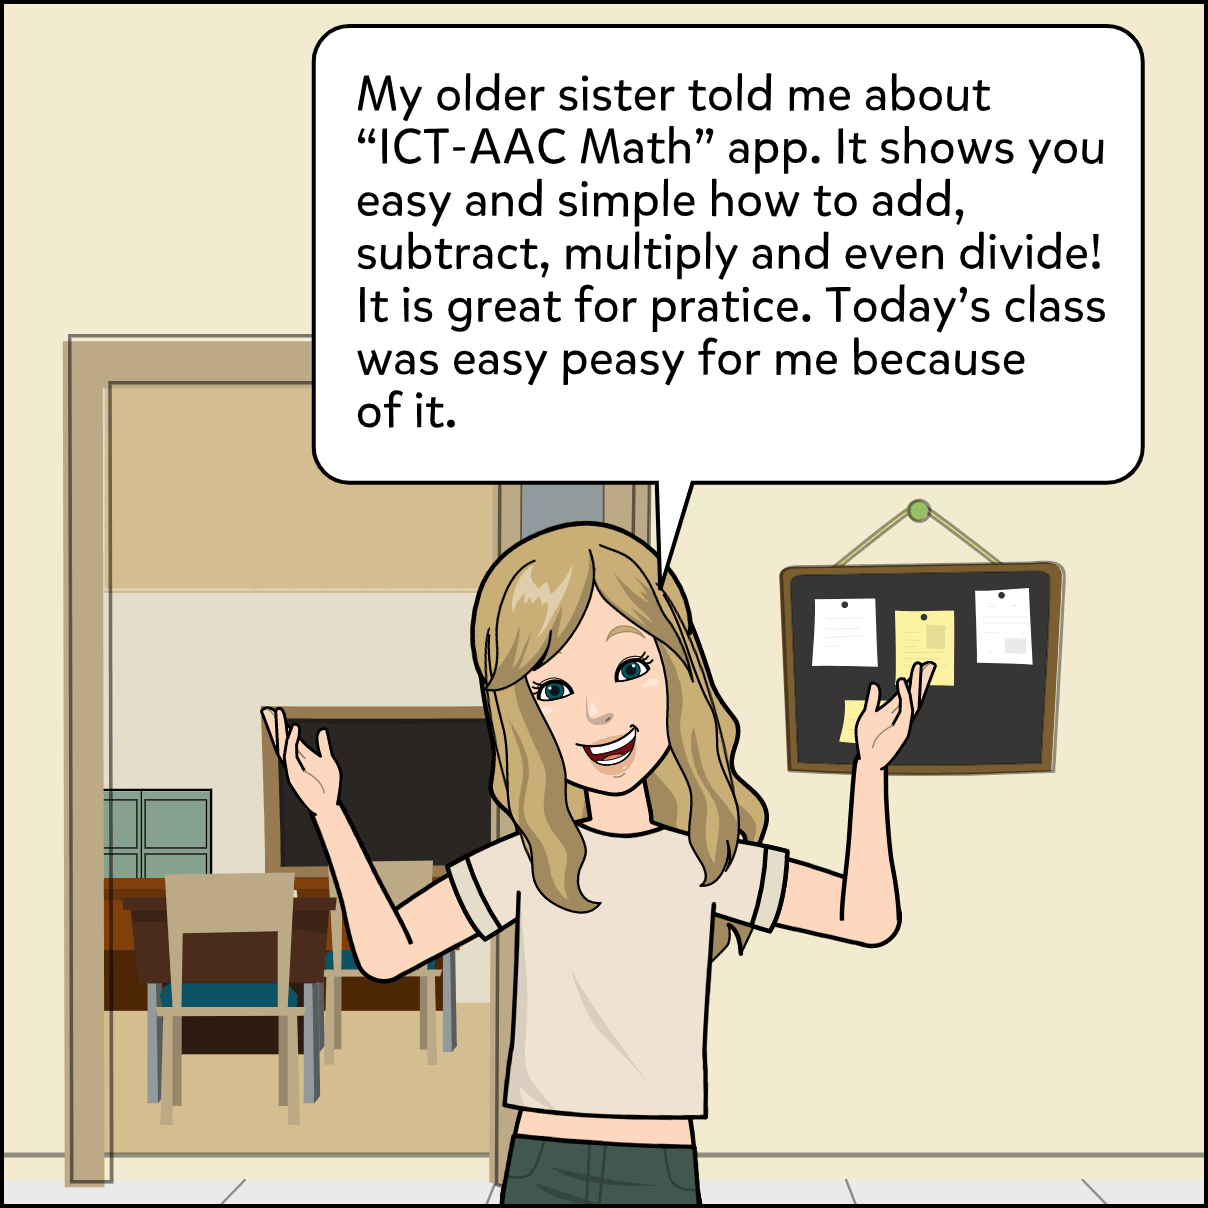 My older sister told me about
“ICT-AAC Math” app. It shows you
easy and simple how to add,
subtract, multiply and even divide!
It is great for pratice. Today’s class
was easy peasy for me because
of it.